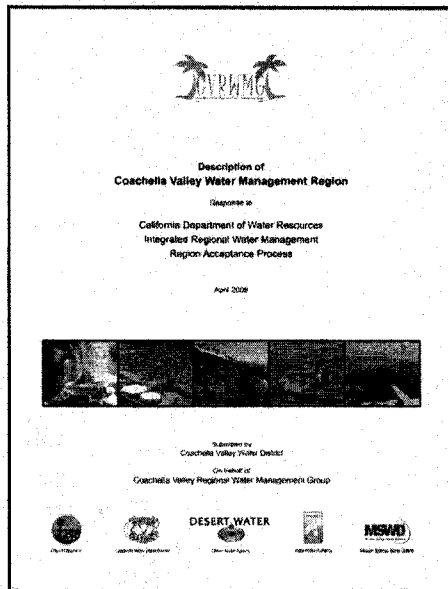 CVRWMG
Description of
Coachella Valley Water Management Region
Response to
California Department of Water Resources
Integrated Regional Water Management
Region Acceptance Process
April 2009
Submitted by
Coachella Valley Water District
On behalf of
Coachella Valley Regional Water Management Group
DESERT WATER
MSWD